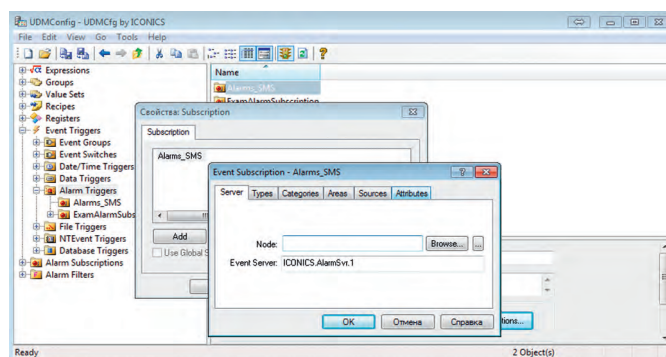 UDMConfig - UDMCfg by ICONICS
File Edit View Go Tools Help
Expressions
Groups
Value Sets
Recipes
Registers
Event Triggers
Event Groups
Event Switches
Date/Time Triggers
Data Triggers
Alarm Triggers
Alarms_SMS
ExamAlarmSubs
File Triggers
NTEvent Triggers
Database Triggers
Alarm Subscriptions
Alarm Filters
Name
Alarms_SMS
ExamAlarmSubscription
Свойства: Subscription
Subscription
Alarms_SMS
Add
Use Global S
Event Subscription - Alarms_SMS
Server Types Categories Areas Sources Attributes
Node: Browse... ...
Event Server: ICONICS.AlarmSvr.1
OK Отмена Справка
tions...
Ready 2 Object(s)